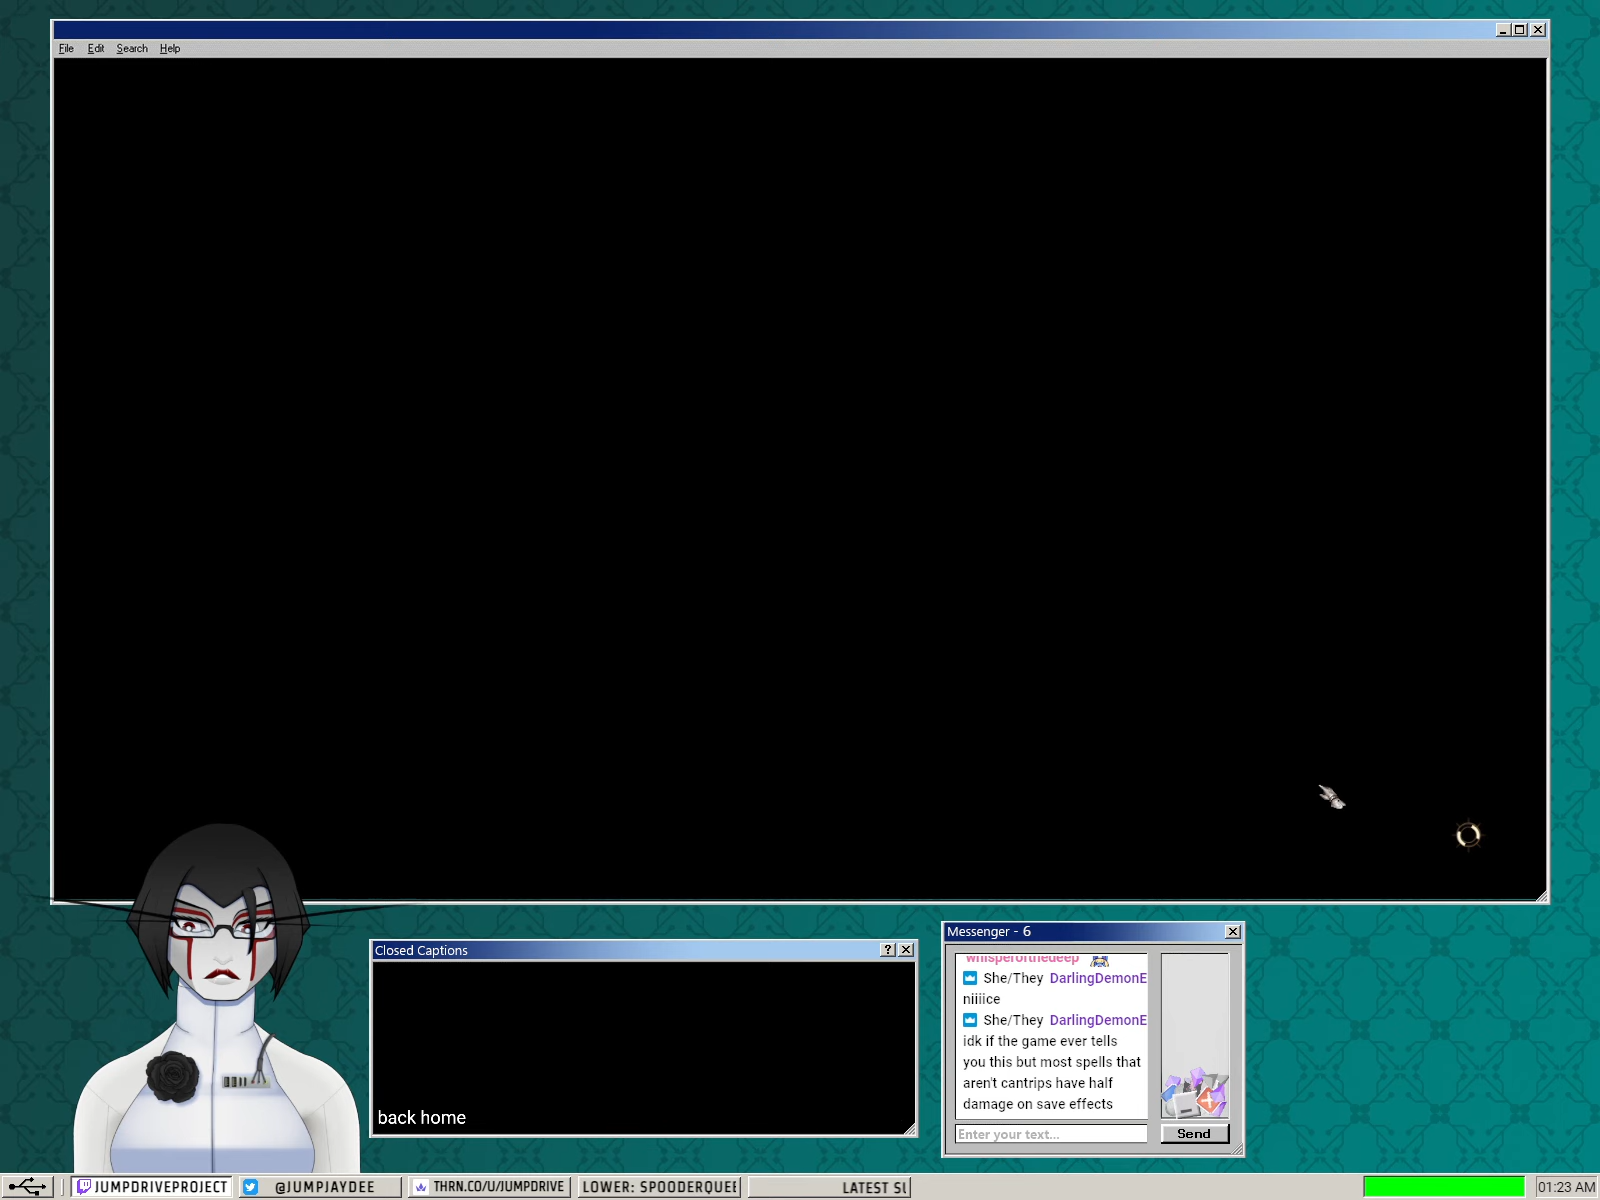 File Edit Search Help
Closed Captions
back home
Messenger - 6
whisperofthedeep
She/They DarlingDemonE
niiiice
She/They DarlingDemonE
idk if the game ever tells
you this but most spells that
aren't cantrips have half
damage on save effects
Enter your text...
Send
JUMPDRIVEPROJECT
@JUMPJAYDEE
THRN.CO/U/JUMPDRIVE
LOWER: SPOODERQUEE
LATEST SU
01:23 AM